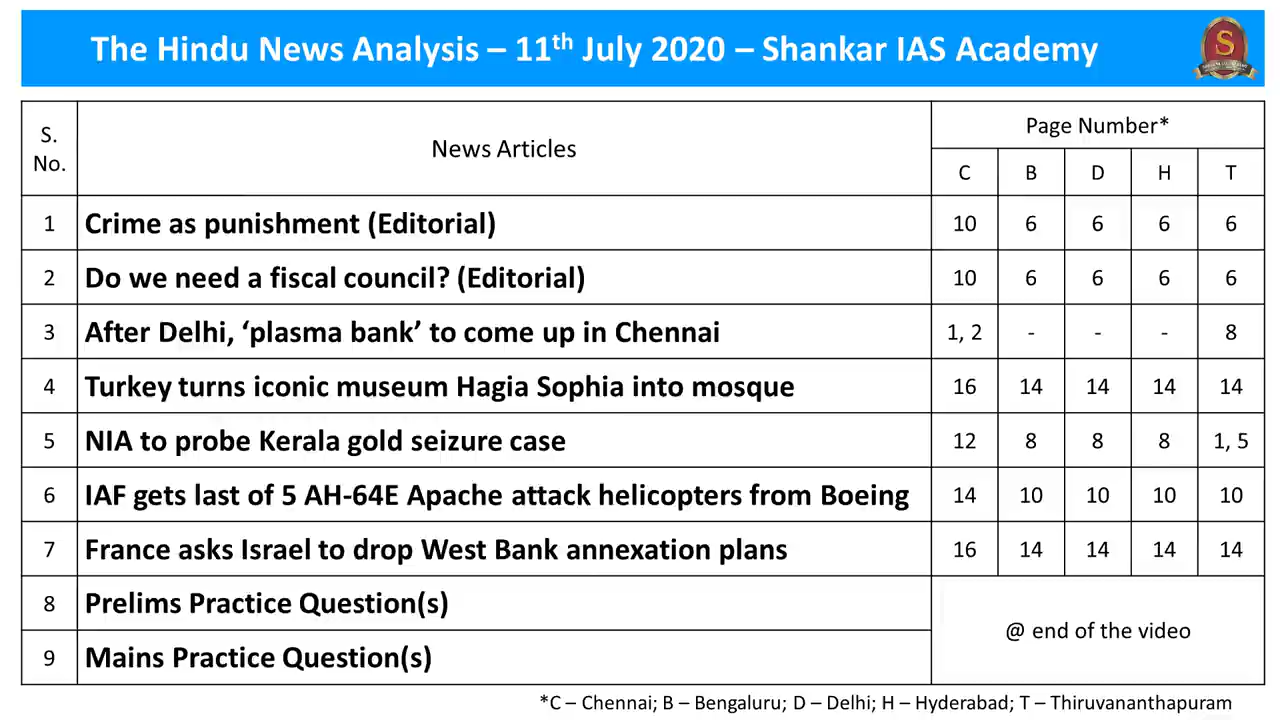 The Hindu News Analysis – 11th July 2020 – Shankar IAS Academy
S. No. News Articles Page Number*
C B D H T
1 Crime as punishment (Editorial) 10 6 6 6 6
2 Do we need a fiscal council? (Editorial) 10 6 6 6 6
3 After Delhi, ‘plasma bank’ to come up in Chennai 1, 2 - - - 8
4 Turkey turns iconic museum Hagia Sophia into mosque 16 14 14 14 14
5 NIA to probe Kerala gold seizure case 12 8 8 8 1, 5
6 IAF gets last of 5 AH-64E Apache attack helicopters from Boeing 14 10 10 10 10
7 France asks Israel to drop West Bank annexation plans 16 14 14 14 14
8 Prelims Practice Question(s)
@ end of the video
9 Mains Practice Question(s)
*C – Chennai; B – Bengaluru; D – Delhi; H – Hyderabad; T – Thiruvananthapuram